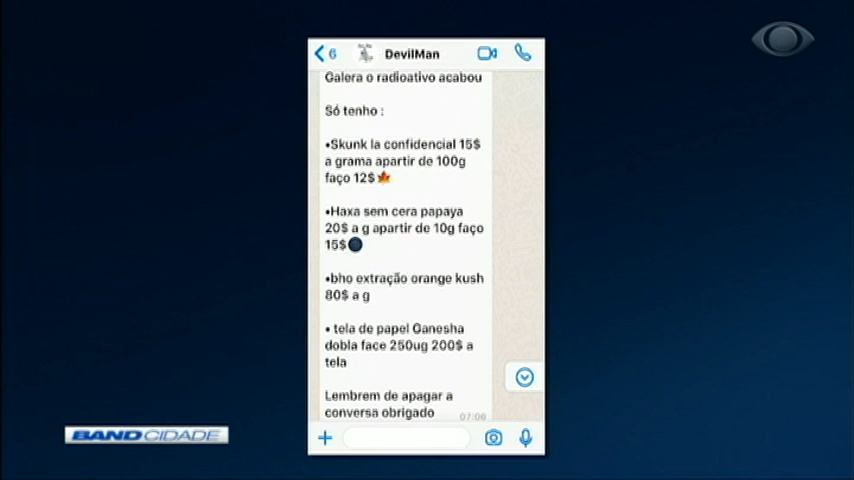 6 DevilMan
Galera o radioativo acabou
Só tenho :
•Skunk la confidencial 15$
a grama apartir de 100g
faço 12$🍁
•Haxa sem cera papaya
20$ a g apartir de 10g faço
15$🌑
•bho extração orange kush
80$ a g
• tela de papel Ganesha
dobla face 250ug 200$ a
tela
Lembrem de apagar a
conversa obrigado
07:06
BAND CIDADE